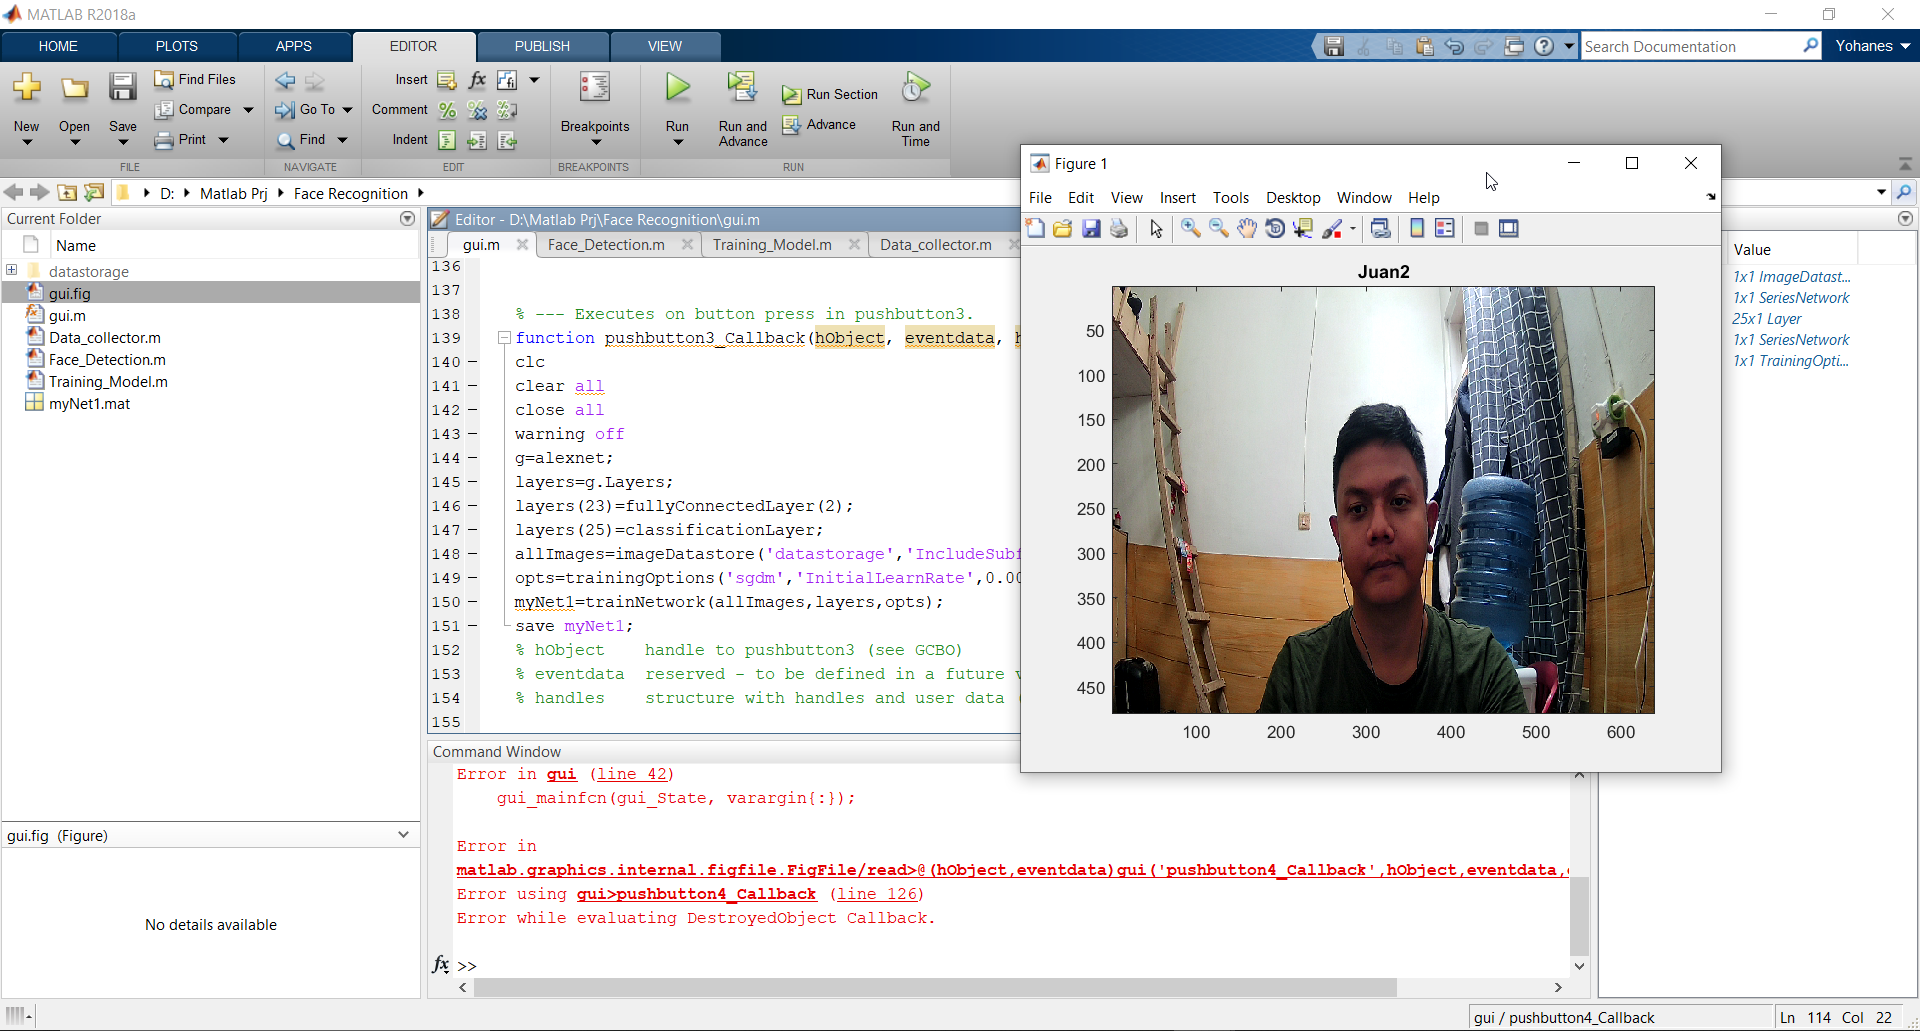 MATLAB R2018a
HOME PLOTS APPS EDITOR PUBLISH VIEW
Search Documentation Yohanes
New Open Save
Find Files
Compare
Print
FILE
Go To
Find
NAVIGATE
Insert fx fi
Comment
Indent
EDIT
Breakpoints
BREAKPOINTS
Run
Run and Advance
Run Section
Advance
Run and Time
RUN
D: Matlab Prj Face Recognition
Current Folder
Name
datastorage
gui.fig
gui.m
Data_collector.m
Face_Detection.m
Training_Model.m
myNet1.mat
gui.fig (Figure)
No details available
Editor - D:\Matlab Prj\Face Recognition\gui.m
gui.m Face_Detection.m Training_Model.m Data_collector.m
136
137
138 % --- Executes on button press in pushbutton3.
139 function pushbutton3_Callback(hObject, eventdata, h
140 – clc
141 – clear all
142 – close all
143 – warning off
144 – g=alexnet;
145 – layers=g.Layers;
146 – layers(23)=fullyConnectedLayer(2);
147 – layers(25)=classificationLayer;
148 – allImages=imageDatastore('datastorage','IncludeSubf
149 – opts=trainingOptions('sgdm','InitialLearnRate',0.00
150 – myNet1=trainNetwork(allImages,layers,opts);
151 – save myNet1;
152 % hObject    handle to pushbutton3 (see GCBO)
153 % eventdata  reserved - to be defined in a future v
154 % handles    structure with handles and user data (
155
Command Window
Error in gui (line 42)
gui_mainfcn(gui_State, varargin{:});
Error in
matlab.graphics.internal.figfile.FigFile/read>@(hObject,eventdata)gui('pushbutton4_Callback',hObject,eventdata,
Error using gui>pushbutton4_Callback (line 126)
Error while evaluating DestroyedObject Callback.
fx >>
Figure 1
File Edit View Insert Tools Desktop Window Help
Juan2
50
100
150
200
250
300
350
400
450
100 200 300 400 500 600
Value
1x1 ImageDatast...
1x1 SeriesNetwork
25x1 Layer
1x1 SeriesNetwork
1x1 TrainingOpti...
gui / pushbutton4_Callback Ln 114 Col 22